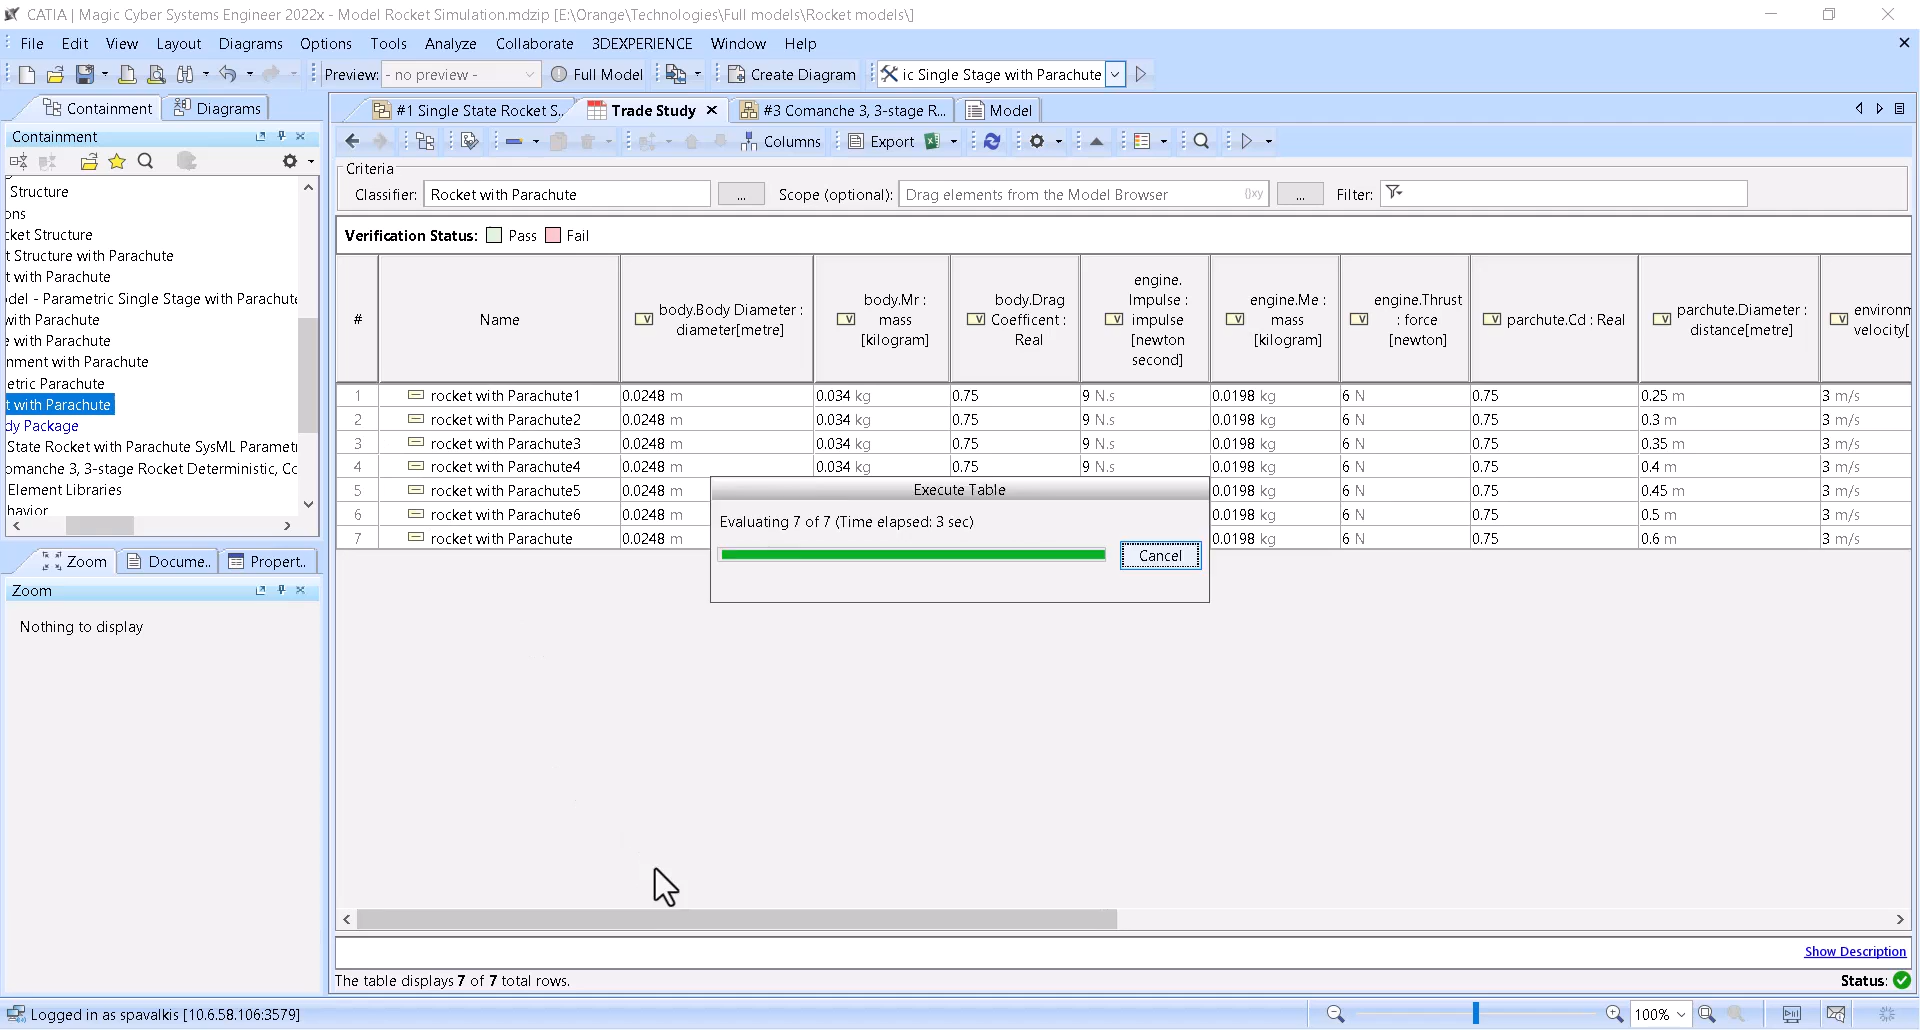 CATIA | Magic Cyber Systems Engineer 2022x - Model Rocket Simulation.mdzip [E:\Orange\Technologies\Full models\Rocket models\]
File Edit View Layout Diagrams Options Tools Analyze Collaborate 3DEXPERIENCE Window Help
Preview: - no preview - Full Model Create Diagram ic Single Stage with Parachute
Containment Diagrams
#1 Single State Rocket S.. Trade Study #3 Comanche 3, 3-stage R... Model
Containment
Columns Export
Structure
ons
cket Structure
t Structure with Parachute
t with Parachute
odel - Parametric Single Stage with Parachute
with Parachute
e with Parachute
nment with Parachute
etric Parachute
t with Parachute
dy Package
State Rocket with Parachute SysML Parametri
omanche 3, 3-stage Rocket Deterministic, Co
Element Libraries
havior
Criteria
Classifier: Rocket with Parachute ... Scope (optional): Drag elements from the Model Browser ... Filter:
Verification Status: Pass Fail
# Name body.Body Diameter : diameter[metre] body.Mr : mass [kilogram] body.Drag Coefficent : Real engine. Impulse : impulse [newton second] engine.Me : mass [kilogram] engine.Thrust : force [newton] parchute.Cd : Real parchute.Diameter : distance[metre] environm velocity[
1 rocket with Parachute1 0.0248 m 0.034 kg 0.75 9 N.s 0.0198 kg 6 N 0.75 0.25 m 3 m/s
2 rocket with Parachute2 0.0248 m 0.034 kg 0.75 9 N.s 0.0198 kg 6 N 0.75 0.3 m 3 m/s
3 rocket with Parachute3 0.0248 m 0.034 kg 0.75 9 N.s 0.0198 kg 6 N 0.75 0.35 m 3 m/s
4 rocket with Parachute4 0.0248 m 0.034 kg 0.75 9 N.s 0.0198 kg 6 N 0.75 0.4 m 3 m/s
5 rocket with Parachute5 0.0248 m 0.0198 kg 6 N 0.75 0.45 m 3 m/s
6 rocket with Parachute6 0.0248 m 0.0198 kg 6 N 0.75 0.5 m 3 m/s
7 rocket with Parachute 0.0248 m 0.0198 kg 6 N 0.75 0.6 m 3 m/s
Execute Table
Evaluating 7 of 7 (Time elapsed: 3 sec)
Cancel
Zoom Docume.. Propert..
Zoom
Nothing to display
Show Description
The table displays 7 of 7 total rows. Status:
Logged in as spavalkis [10.6.58.106:3579] 100%